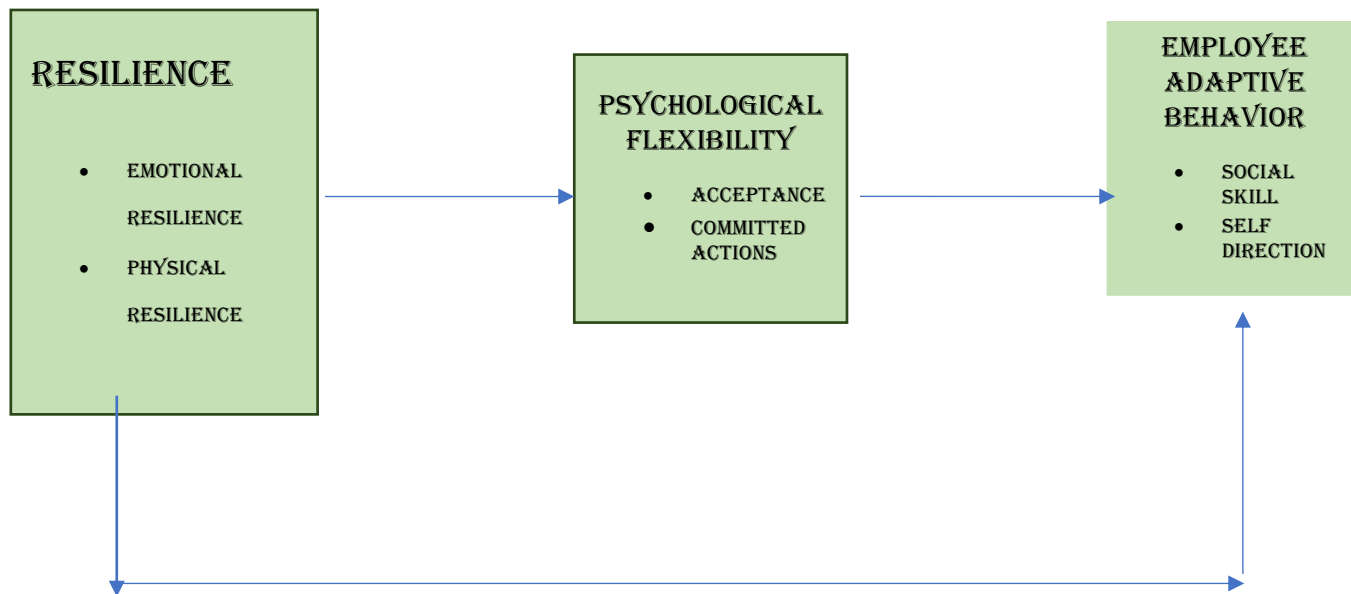 RESILIENCE
• EMOTIONAL
RESILIENCE
• PHYSICAL
RESILIENCE
PSYCHOLOGICAL
FLEXIBILITY
• ACCEPTANCE
• COMMITTED
ACTIONS
EMPLOYEE
ADAPTIVE
BEHAVIOR
• SOCIAL
SKILL
• SELF
DIRECTION